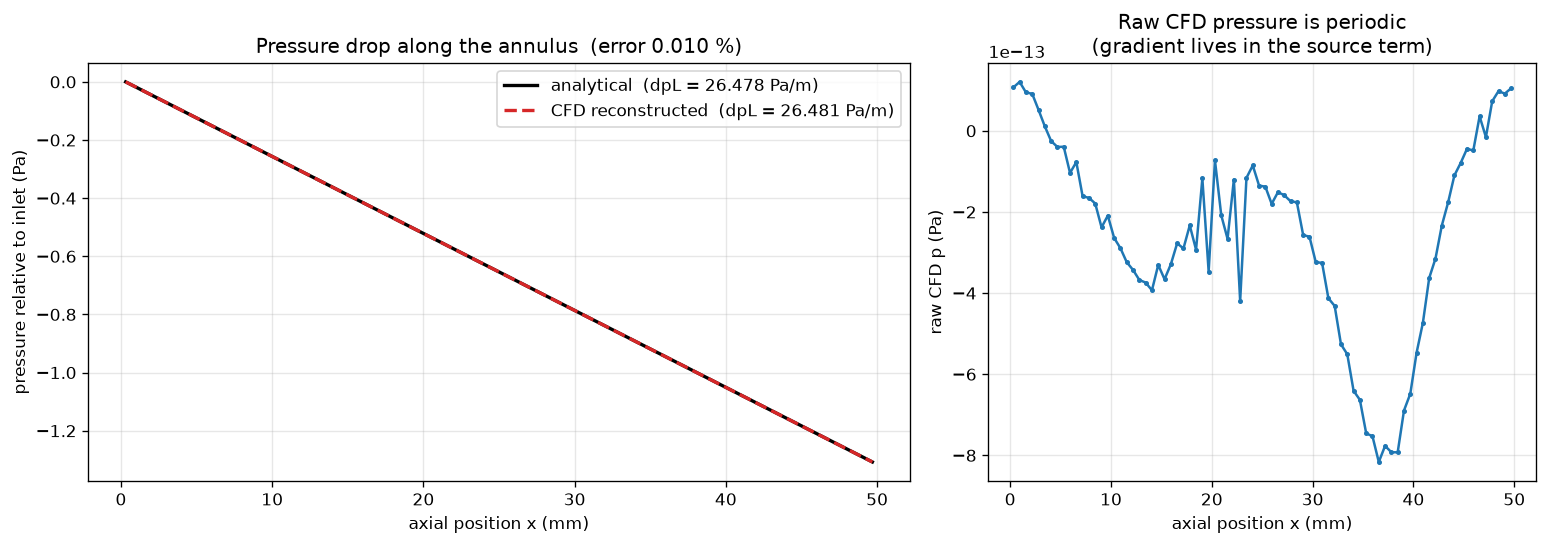 Pressure drop along the annulus  (error 0.010 %)
analytical  (dpL = 26.478 Pa/m)
CFD reconstructed  (dpL = 26.481 Pa/m)
pressure relative to inlet (Pa)
0.0
−0.2
−0.4
−0.6
−0.8
−1.0
−1.2
0 10 20 30 40 50
axial position x (mm)
Raw CFD pressure is periodic
(gradient lives in the source term)
1e−13
raw CFD p (Pa)
0
−2
−4
−6
−8
0 10 20 30 40 50
axial position x (mm)